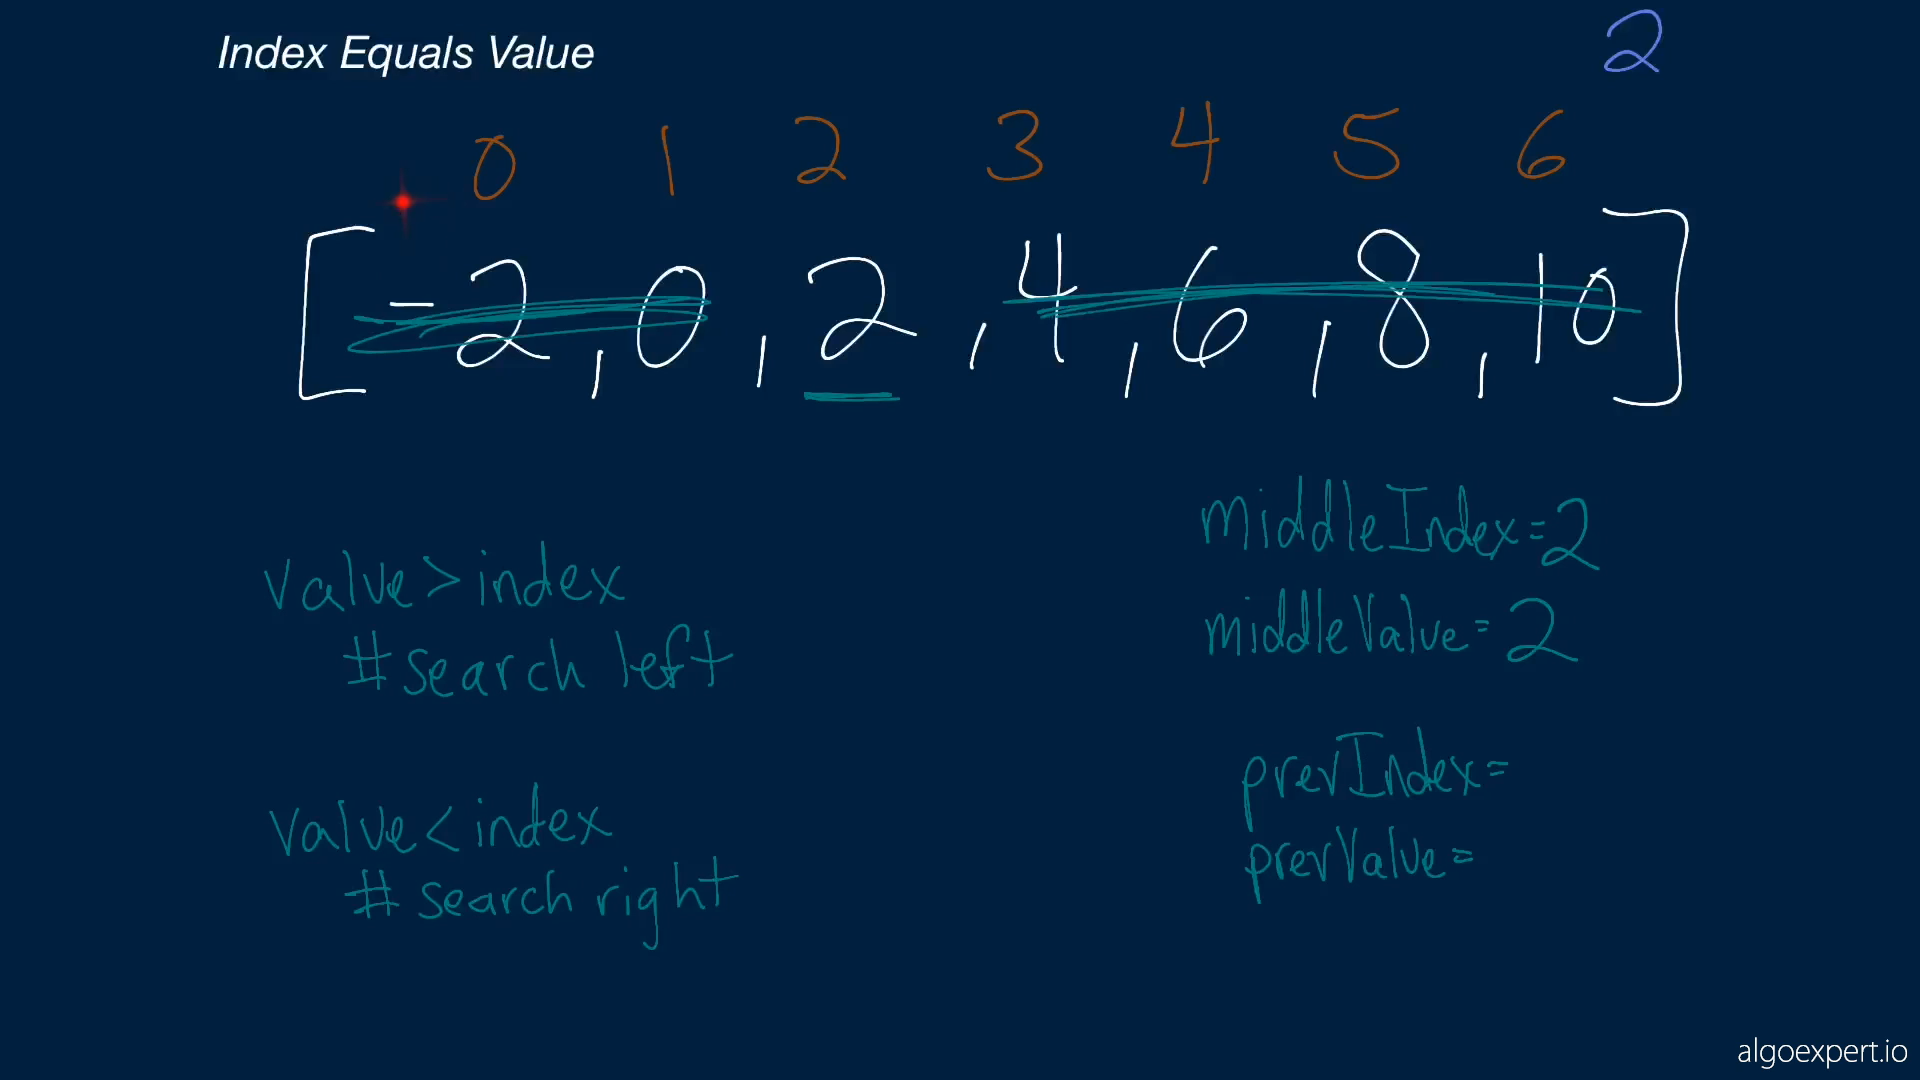 Index Equals Value
2
0 1 2 3 4 5 6
[-2, 0, 2, 4, 6, 8, 10]
middleIndex=2
middleValue=2
value>index
#search left
prevIndex=
prevValue=
value<index
# search right
algoexpert.io